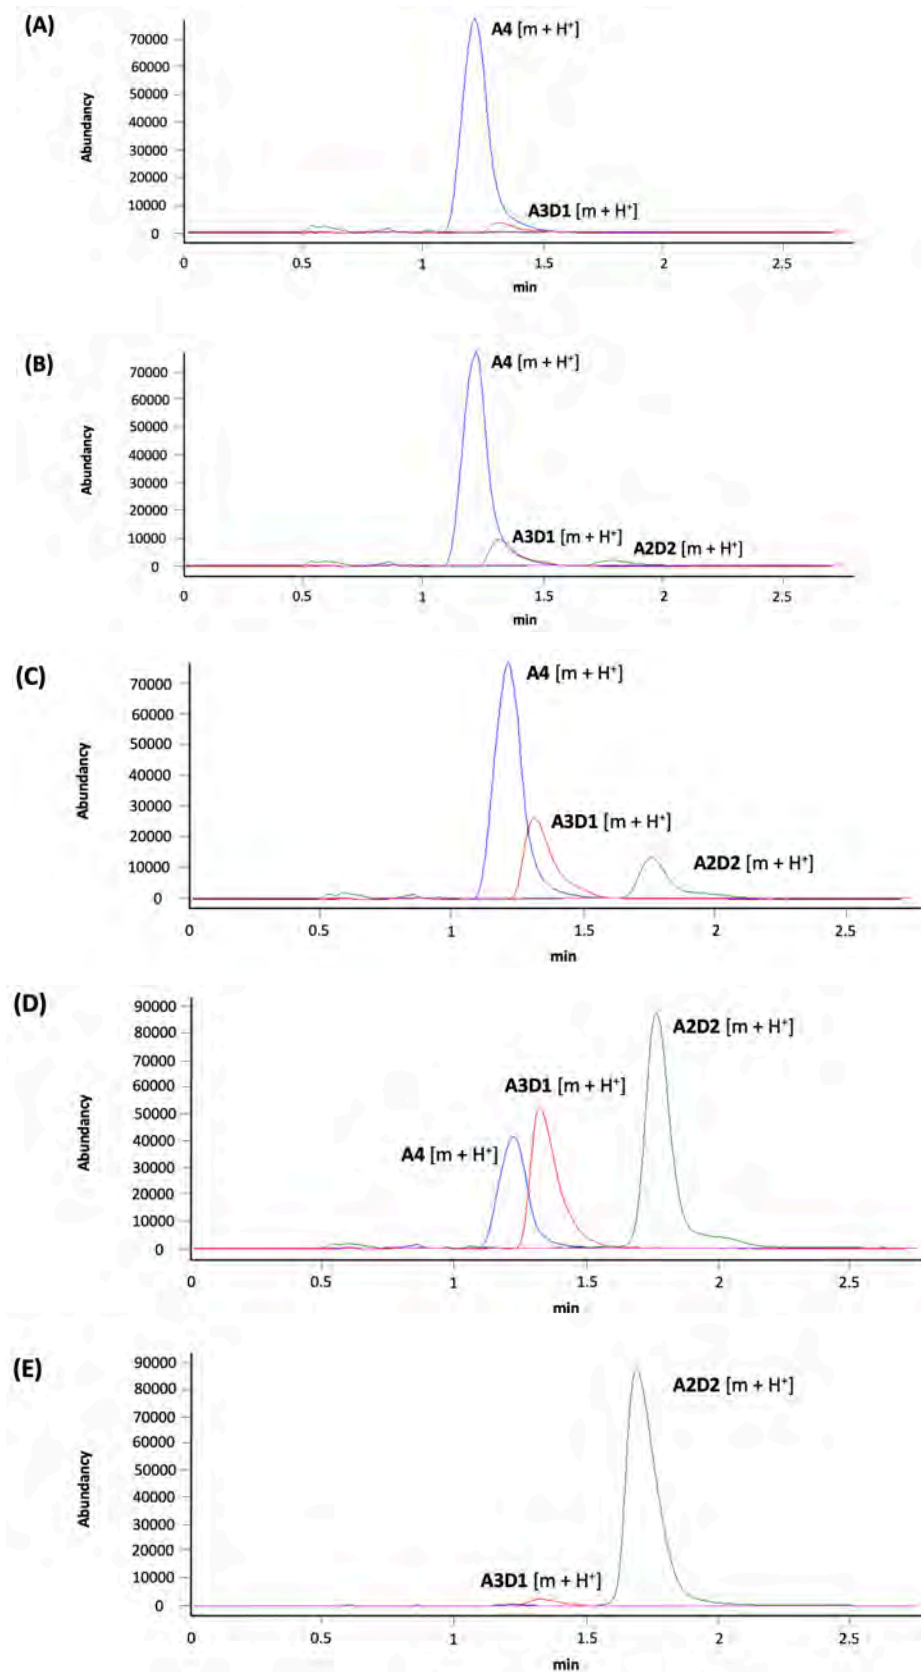 (A)
A4 [m + H⁺]
70000
60000
50000
40000
30000
20000
10000
0
Abundancy
A3D1 [m + H⁺]
0 0.5 1 1.5 2 2.5
min
(B)
A4 [m + H⁺]
70000
60000
50000
40000
30000
20000
10000
0
Abundancy
A3D1 [m + H⁺]
A2D2 [m + H⁺]
0 0.5 1 1.5 2 2.5
min
(C)
A4 [m + H⁺]
70000
60000
50000
40000
30000
20000
10000
0
Abundancy
A3D1 [m + H⁺]
A2D2 [m + H⁺]
0 0.5 1 1.5 2 2.5
min
(D)
90000
80000
70000
60000
50000
40000
30000
20000
10000
0
Abundancy
A2D2 [m + H⁺]
A3D1 [m + H⁺]
A4 [m + H⁺]
0 0.5 1 1.5 2 2.5
min
(E)
90000
80000
70000
60000
50000
40000
30000
20000
10000
0
Abundancy
A2D2 [m + H⁺]
A3D1 [m + H⁺]
0 0.5 1 1.5 2 2.5
min